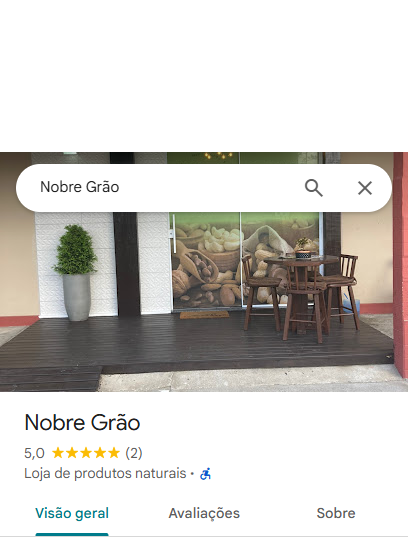 Nobre Grão
Nobre Grão
5,0 (2)
Loja de produtos naturais ·
Visão geral Avaliações Sobre